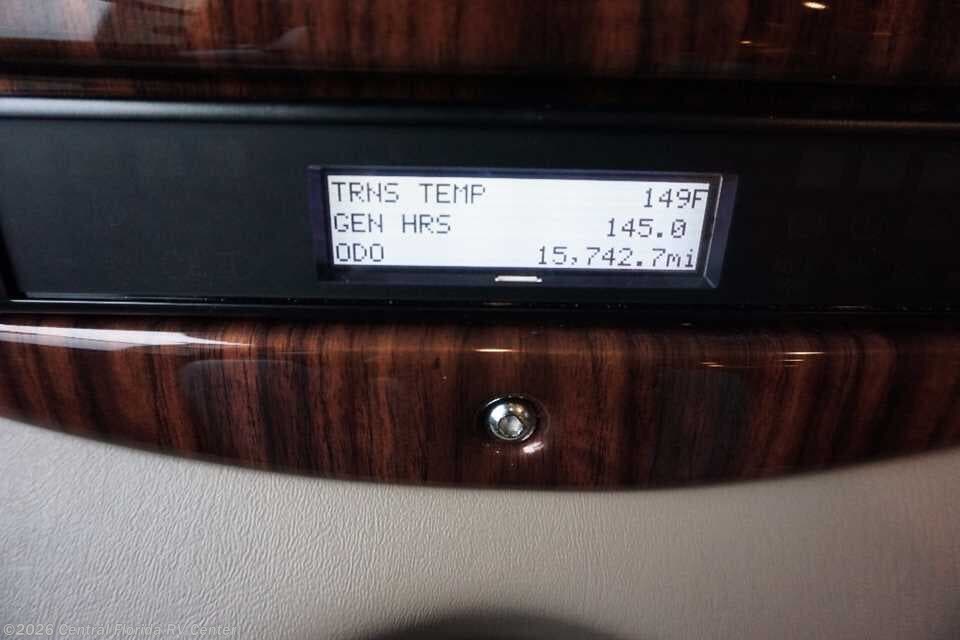 TRNS TEMP 149F
GEN HRS 145.0
ODO 15,742.7mi
©2026 Central Florida RV Center